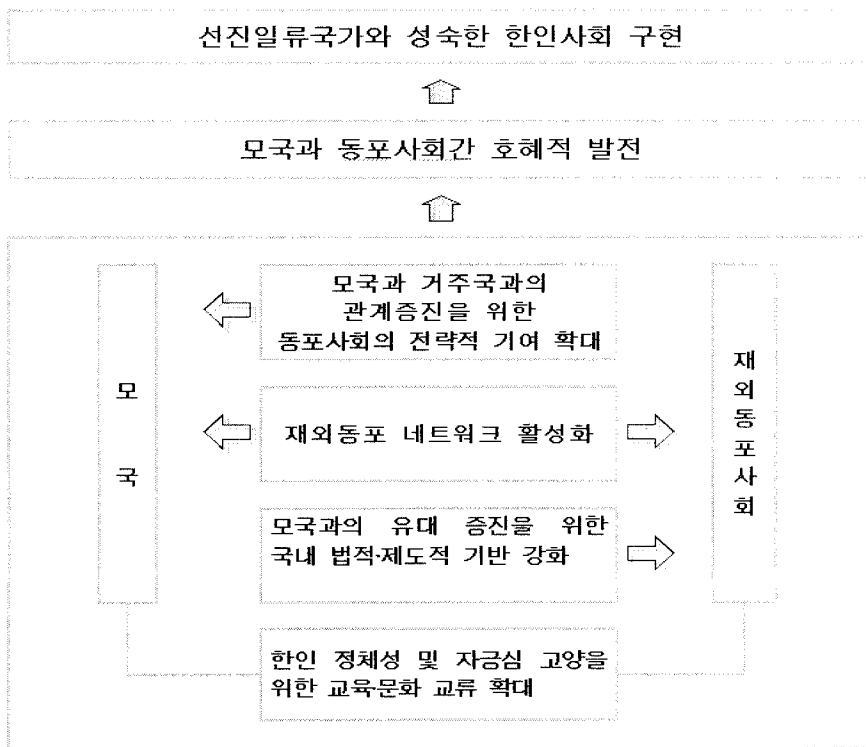 선진일류국가와 성숙한 한인사회 구현
모국과 동포사회간 호혜적 발전
모국
모국과 거주국과의
관계증진을 위한
동포사회의 전략적 기여 확대
재외동포 네트워크 활성화
모국과의 유대 증진을 위한
국내 법적·제도적 기반 강화
재외동포사회
한인 정체성 및 자긍심 고양을
위한 교육·문화 교류 확대